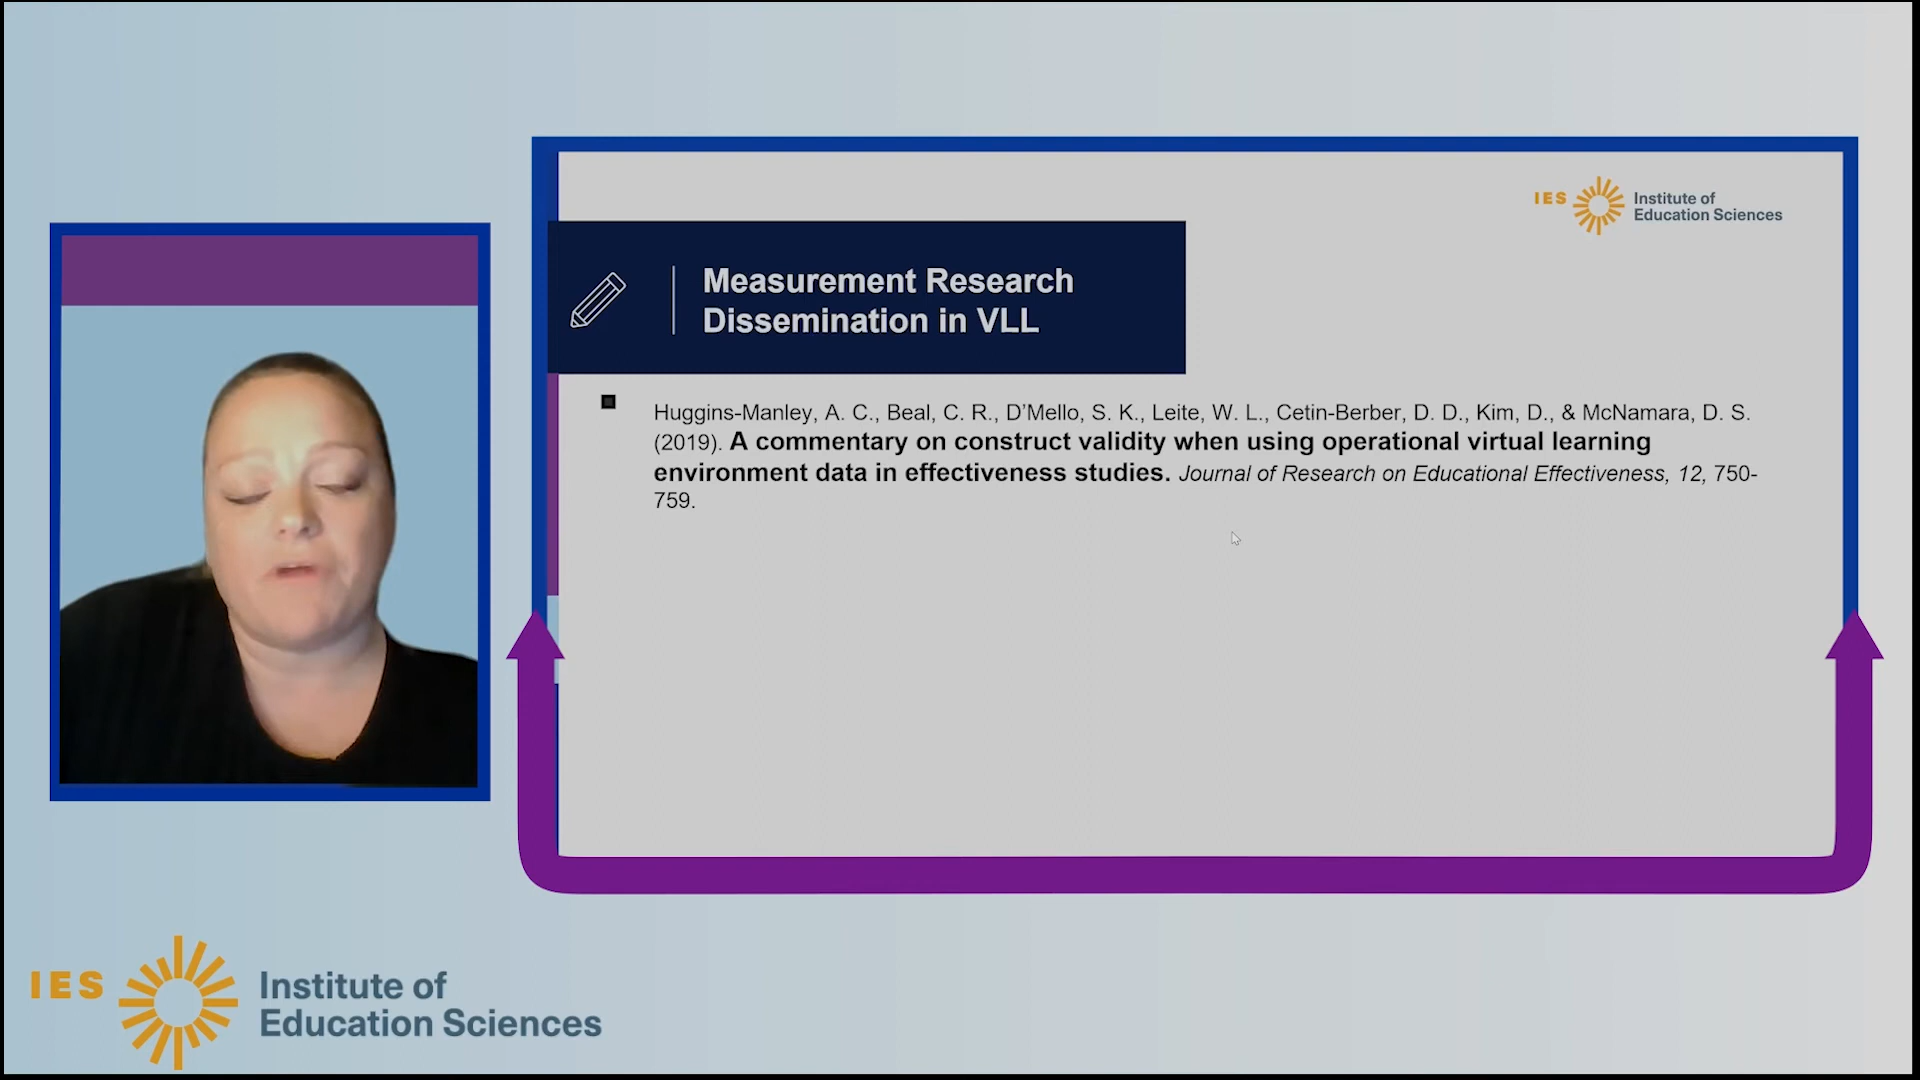 IES Institute of
Education Sciences
Measurement Research
Dissemination in VLL
Huggins-Manley, A. C., Beal, C. R., D’Mello, S. K., Leite, W. L., Cetin-Berber, D. D., Kim, D., & McNamara, D. S.
(2019). A commentary on construct validity when using operational virtual learning
environment data in effectiveness studies. Journal of Research on Educational Effectiveness, 12, 750-
759.
IES Institute of
Education Sciences